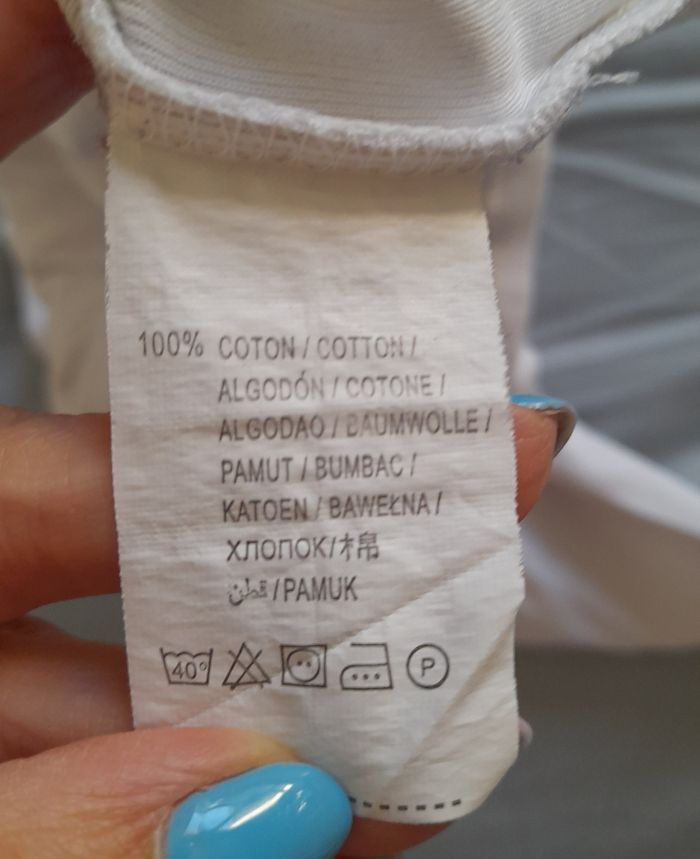 100% COTON / COTTON /
ALGODÓN / COTONE /
ALGODAO / BAUMWOLLE /
PAMUT / BUMBAC /
KATOEN / BAWEŁNA /
ХЛОПОК/棉
قطن /PAMUK
40° P